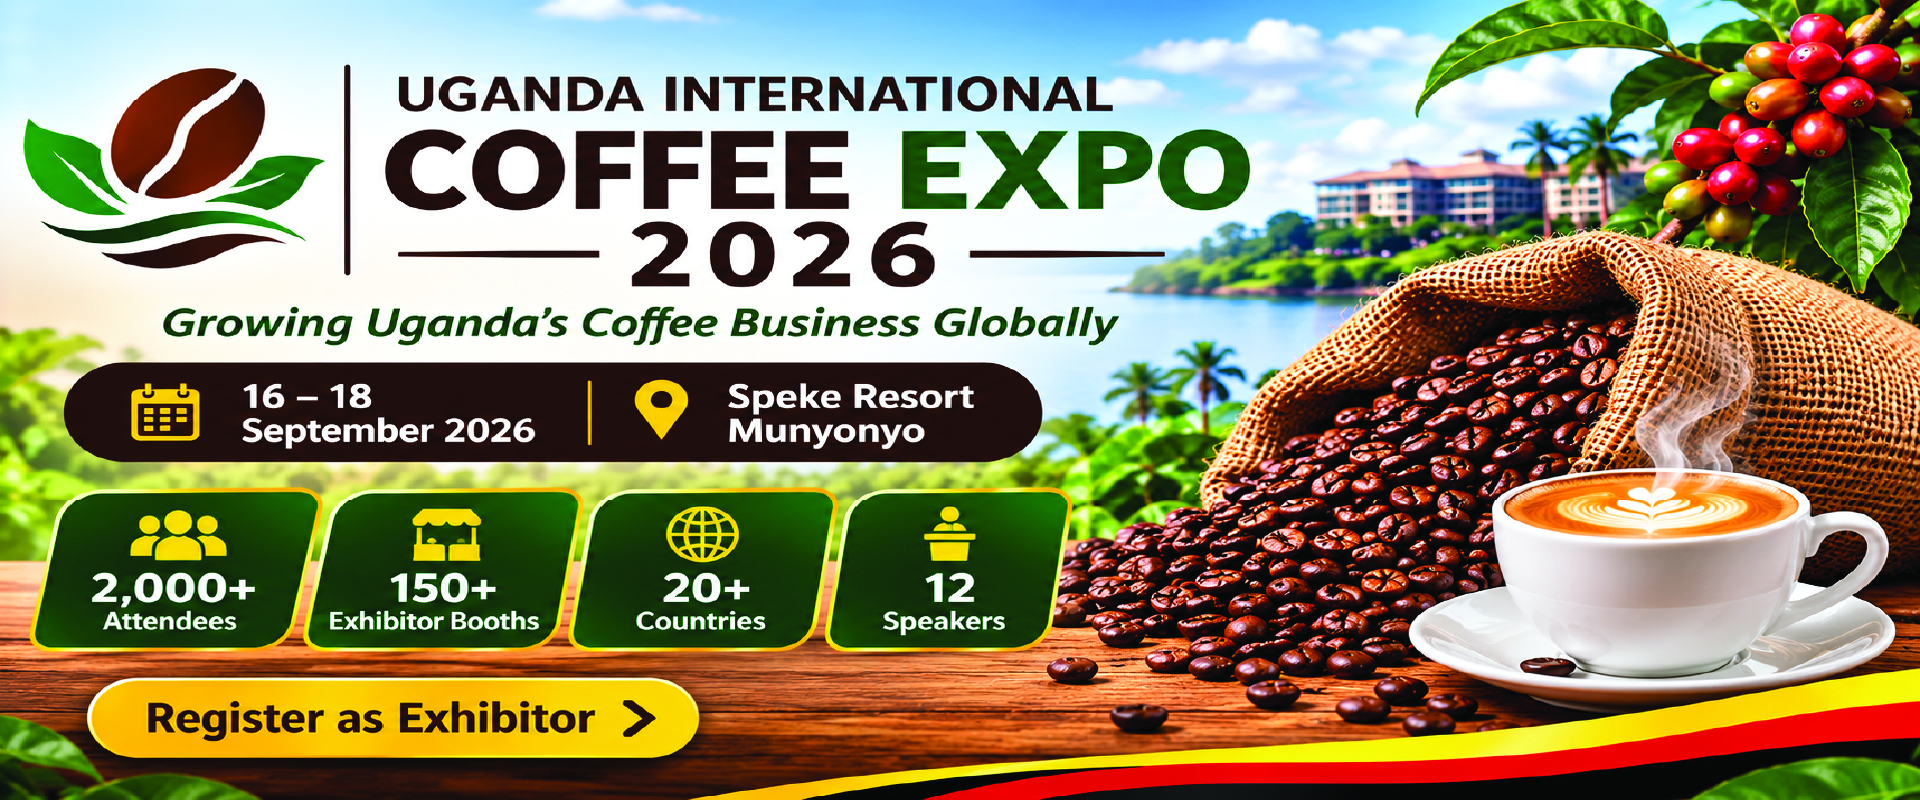 UGANDA INTERNATIONAL
COFFEE EXPO
2026
Growing Uganda's Coffee Business Globally
16 – 18
September 2026
Speke Resort
Munyonyo
2,000+
Attendees
150+
Exhibitor Booths
20+
Countries
12
Speakers
Register as Exhibitor